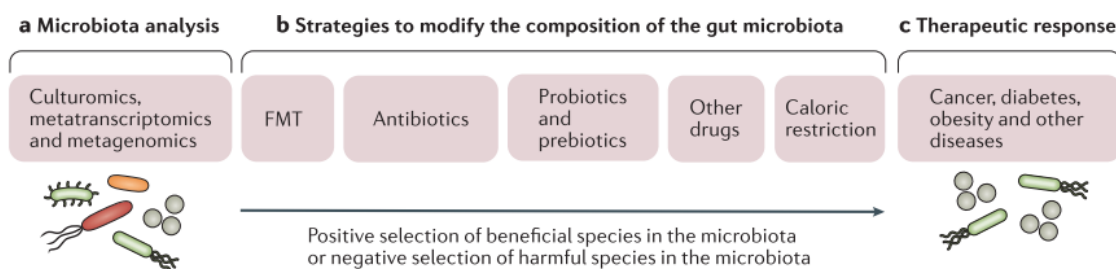 a Microbiota analysis
b Strategies to modify the composition of the gut microbiota
c Therapeutic response
Culturomics,
metatranscriptomics
and metagenomics
FMT
Antibiotics
Probiotics
and
prebiotics
Other
drugs
Caloric
restriction
Cancer, diabetes,
obesity and other
diseases
Positive selection of beneficial species in the microbiota
or negative selection of harmful species in the microbiota